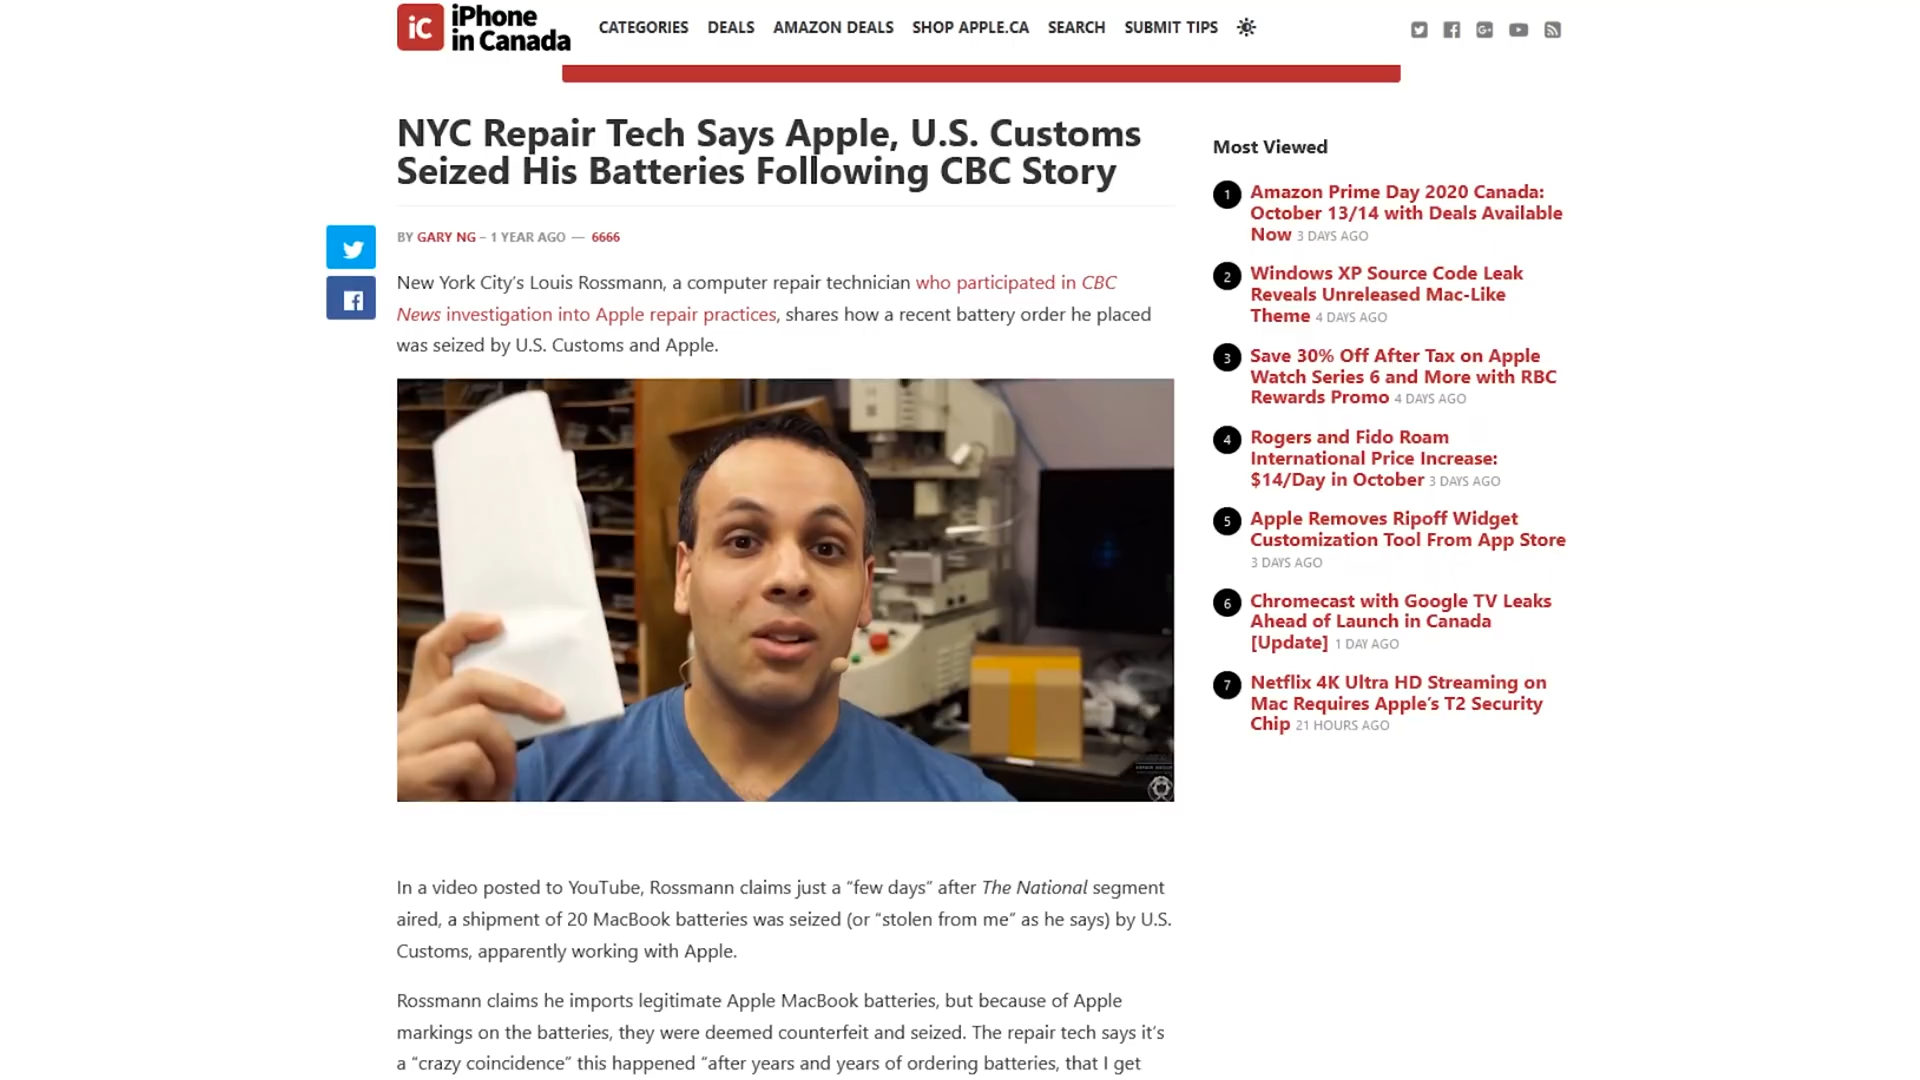 iC iPhone in Canada
CATEGORIES DEALS AMAZON DEALS SHOP APPLE.CA SEARCH SUBMIT TIPS
NYC Repair Tech Says Apple, U.S. Customs
Seized His Batteries Following CBC Story
BY GARY NG – 1 YEAR AGO — 6666
New York City’s Louis Rossmann, a computer repair technician who participated in CBC
News investigation into Apple repair practices, shares how a recent battery order he placed
was seized by U.S. Customs and Apple.
In a video posted to YouTube, Rossmann claims just a “few days” after The National segment
aired, a shipment of 20 MacBook batteries was seized (or “stolen from me” as he says) by U.S.
Customs, apparently working with Apple.
Rossmann claims he imports legitimate Apple MacBook batteries, but because of Apple
markings on the batteries, they were deemed counterfeit and seized. The repair tech says it’s
a “crazy coincidence” this happened “after years and years of ordering batteries, that I get
Most Viewed
1 Amazon Prime Day 2020 Canada:
October 13/14 with Deals Available
Now 3 DAYS AGO
2 Windows XP Source Code Leak
Reveals Unreleased Mac-Like
Theme 4 DAYS AGO
3 Save 30% Off After Tax on Apple
Watch Series 6 and More with RBC
Rewards Promo 4 DAYS AGO
4 Rogers and Fido Roam
International Price Increase:
$14/Day in October 3 DAYS AGO
5 Apple Removes Ripoff Widget
Customization Tool From App Store
3 DAYS AGO
6 Chromecast with Google TV Leaks
Ahead of Launch in Canada
[Update] 1 DAY AGO
7 Netflix 4K Ultra HD Streaming on
Mac Requires Apple’s T2 Security
Chip 21 HOURS AGO